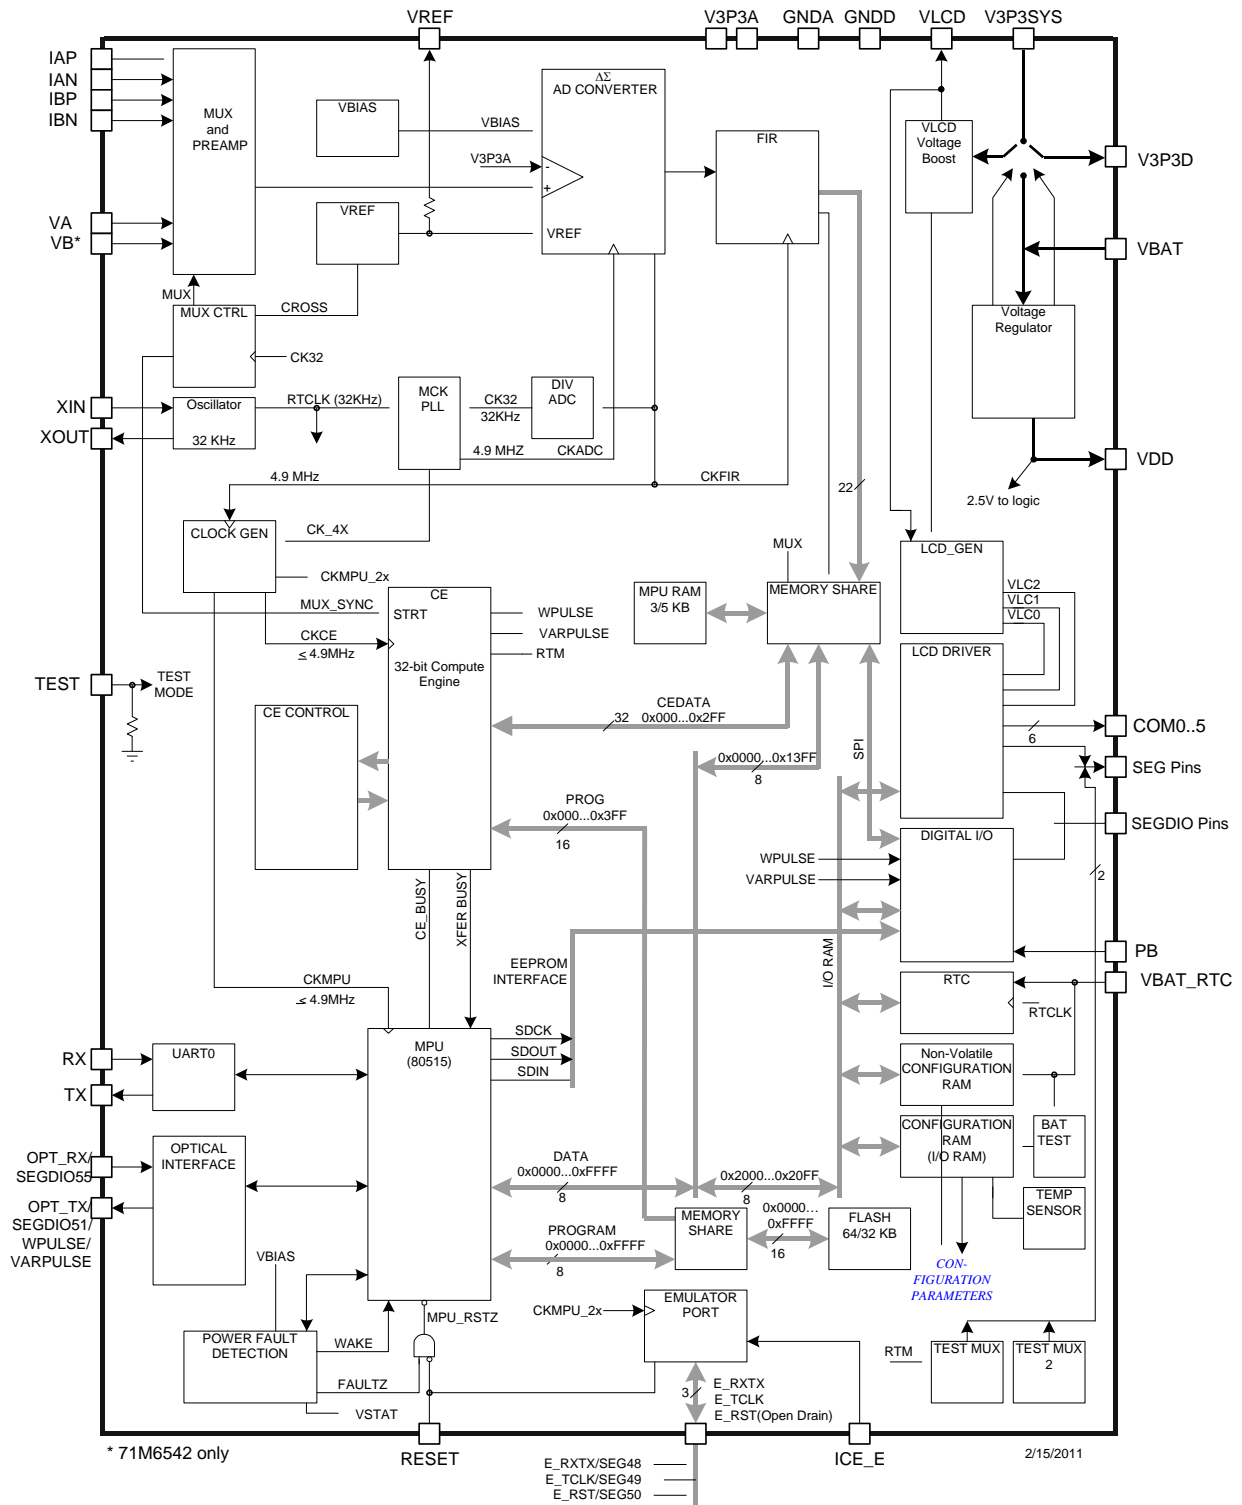 VREF
V3P3A
GNDA
GNDD
VLCD
V3P3SYS
IAP
IAN
IBP
IBN
MUX
and
PREAMP
VBIAS
VBIAS
ΔΣ
AD CONVERTER
V3P3A
-
+
FIR
VLCD
Voltage
Boost
V3P3D
VA
VB*
VREF
VREF
VBAT
MUX
MUX CTRL
CROSS
CK32
Voltage
Regulator
XIN
XOUT
Oscillator
32 KHz
RTCLK (32KHz)
MCK
PLL
CK32
32KHz
DIV
ADC
4.9 MHZ
CKADC
4.9 MHz
CKFIR
22
VDD
2.5V to logic
CLOCK GEN
CK_4X
CKMPU_2x
MUX_SYNC
CKCE
≤ 4.9MHz
CE
STRT
32-bit Compute
Engine
WPULSE
VARPULSE
RTM
MUX
MPU RAM
3/5 KB
MEMORY SHARE
LCD_GEN
VLC2
VLC1
VLC0
LCD DRIVER
TEST
TEST
MODE
CE CONTROL
CEDATA
32
0x000...0x2FF
0x0000...0x13FF
8
SPI
6
COM0..5
SEG Pins
SEGDIO Pins
PROG
0x000...0x3FF
16
DIGITAL I/O
WPULSE
VARPULSE
2
CE_BUSY
XFER BUSY
EEPROM
INTERFACE
I/O RAM
PB
VBAT_RTC
CKMPU
≤ 4.9MHz
RTC
RTCLK
RX
TX
UART0
MPU
(80515)
SDCK
SDOUT
SDIN
Non-Volatile
CONFIGURATION
RAM
CONFIGURATION
RAM
(I/O RAM)
BAT
TEST
OPT_RX/
SEGDIO55
OPT_TX/
SEGDIO51/
WPULSE/
VARPULSE
OPTICAL
INTERFACE
DATA
0x0000...0xFFFF
8
0x2000...0x20FF
8
TEMP
SENSOR
PROGRAM
0x0000...0xFFFF
8
MEMORY
SHARE
0x0000...
0xFFFF
16
FLASH
64/32 KB
CON-
FIGURATION
PARAMETERS
VBIAS
POWER FAULT
DETECTION
WAKE
FAULTZ
VSTAT
MPU_RSTZ
CKMPU_2x
EMULATOR
PORT
3
E_RXTX
E_TCLK
E_RST(Open Drain)
RTM
TEST MUX
TEST MUX
2
* 71M6542 only
RESET
ICE_E
2/15/2011
E_RXTX/SEG48
E_TCLK/SEG49
E_RST/SEG50